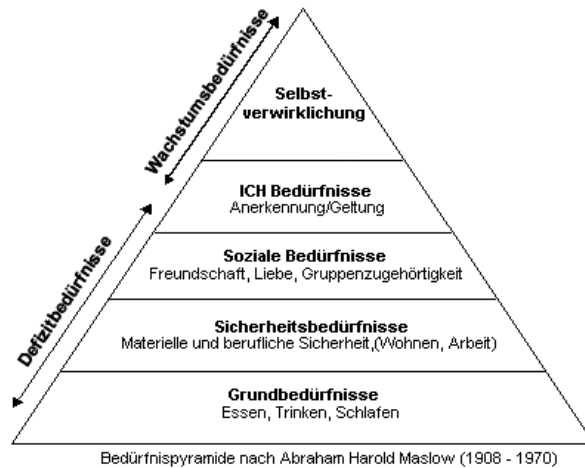 Wachstumsbedürfnisse
Defizitbedürfnisse
Selbst-
verwirklichung
ICH Bedürfnisse
Anerkennung/Geltung
Soziale Bedürfnisse
Freundschaft, Liebe, Gruppenzugehörtigkeit
Sicherheitsbedürfnisse
Materielle und berufliche Sicherheit,(Wohnen, Arbeit)
Grundbedürfnisse
Essen, Trinken, Schlafen
Bedürfnispyramide nach Abraham Harold Maslow (1908 - 1970)